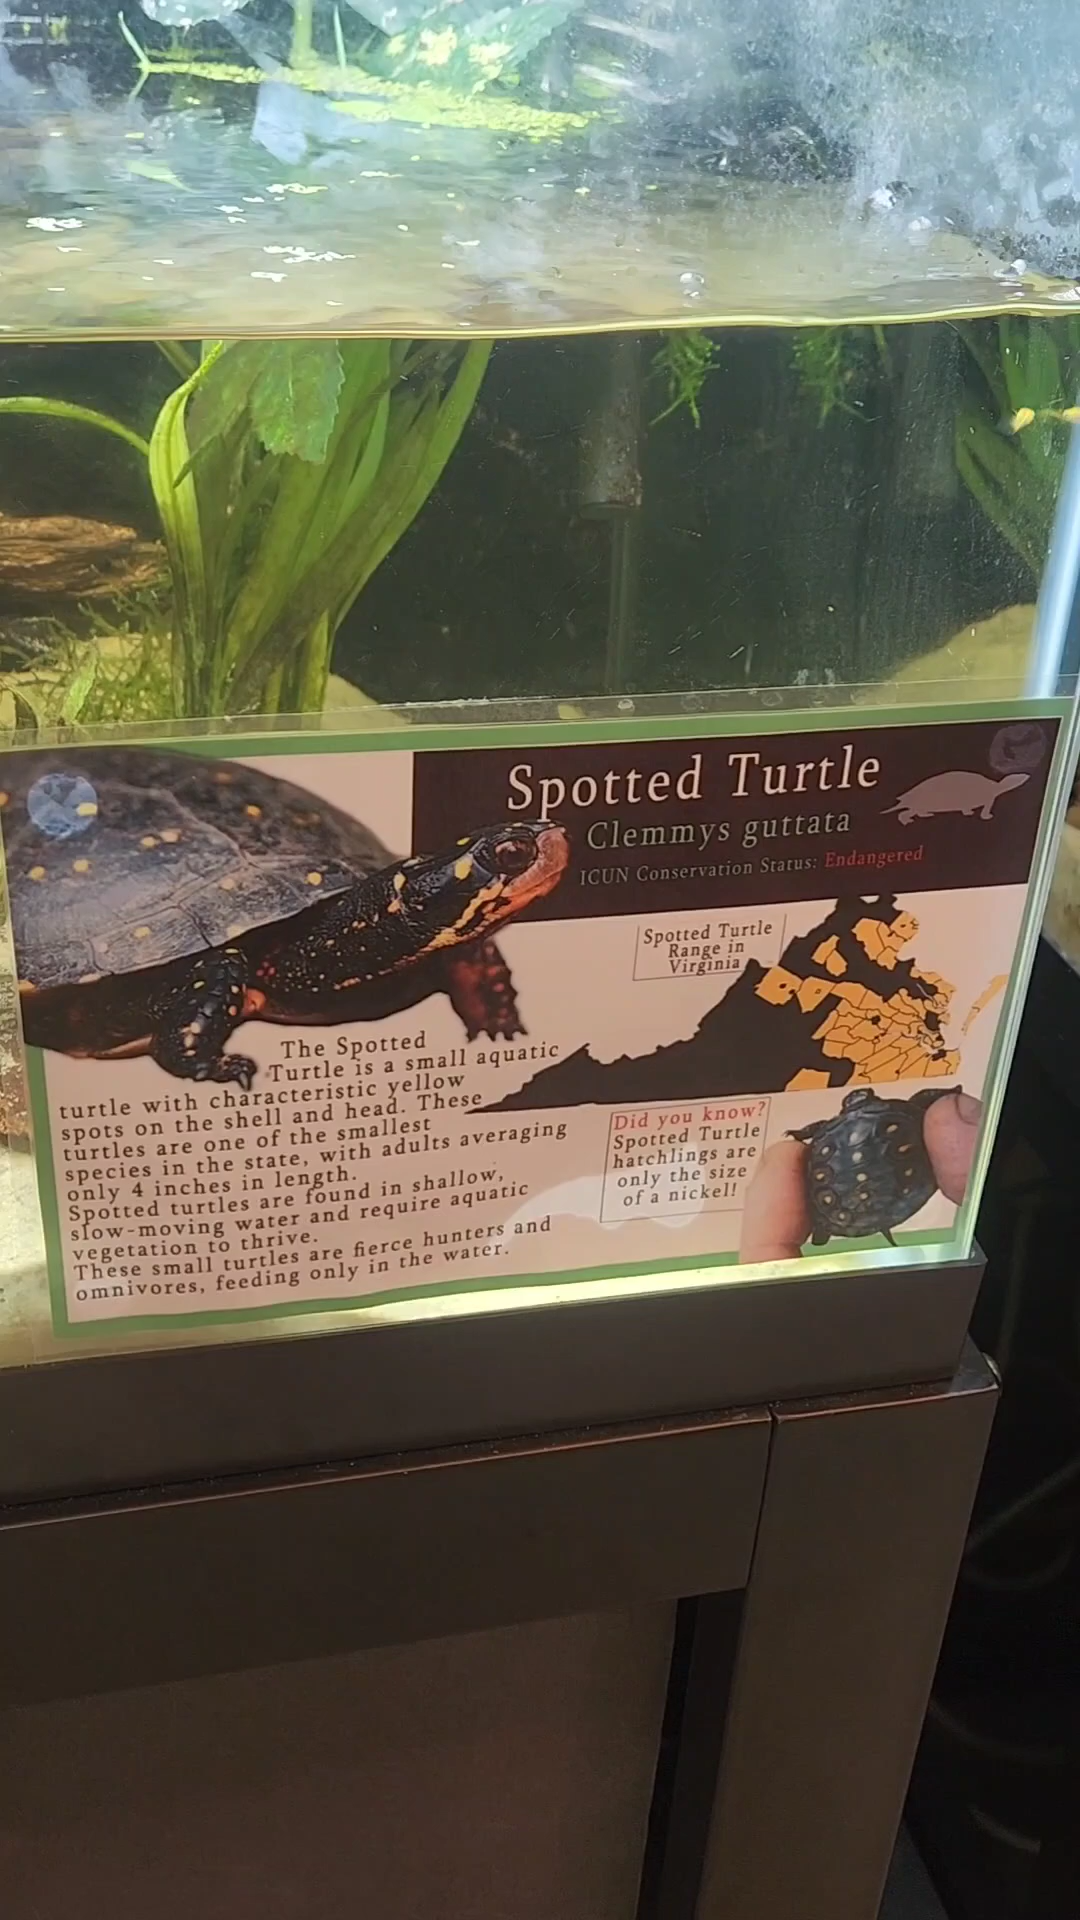 Spotted Turtle
Clemmys guttata
ICUN Conservation Status: Endangered
Spotted Turtle
Range in
Virginia
The Spotted
Turtle is a small aquatic
turtle with characteristic yellow
spots on the shell and head. These
turtles are one of the smallest
species in the state, with adults averaging
only 4 inches in length.
Spotted turtles are found in shallow,
slow-moving water and require aquatic
vegetation to thrive.
These small turtles are fierce hunters and
omnivores, feeding only in the water.
Did you know?
Spotted Turtle
hatchlings are
only the size
of a nickel!